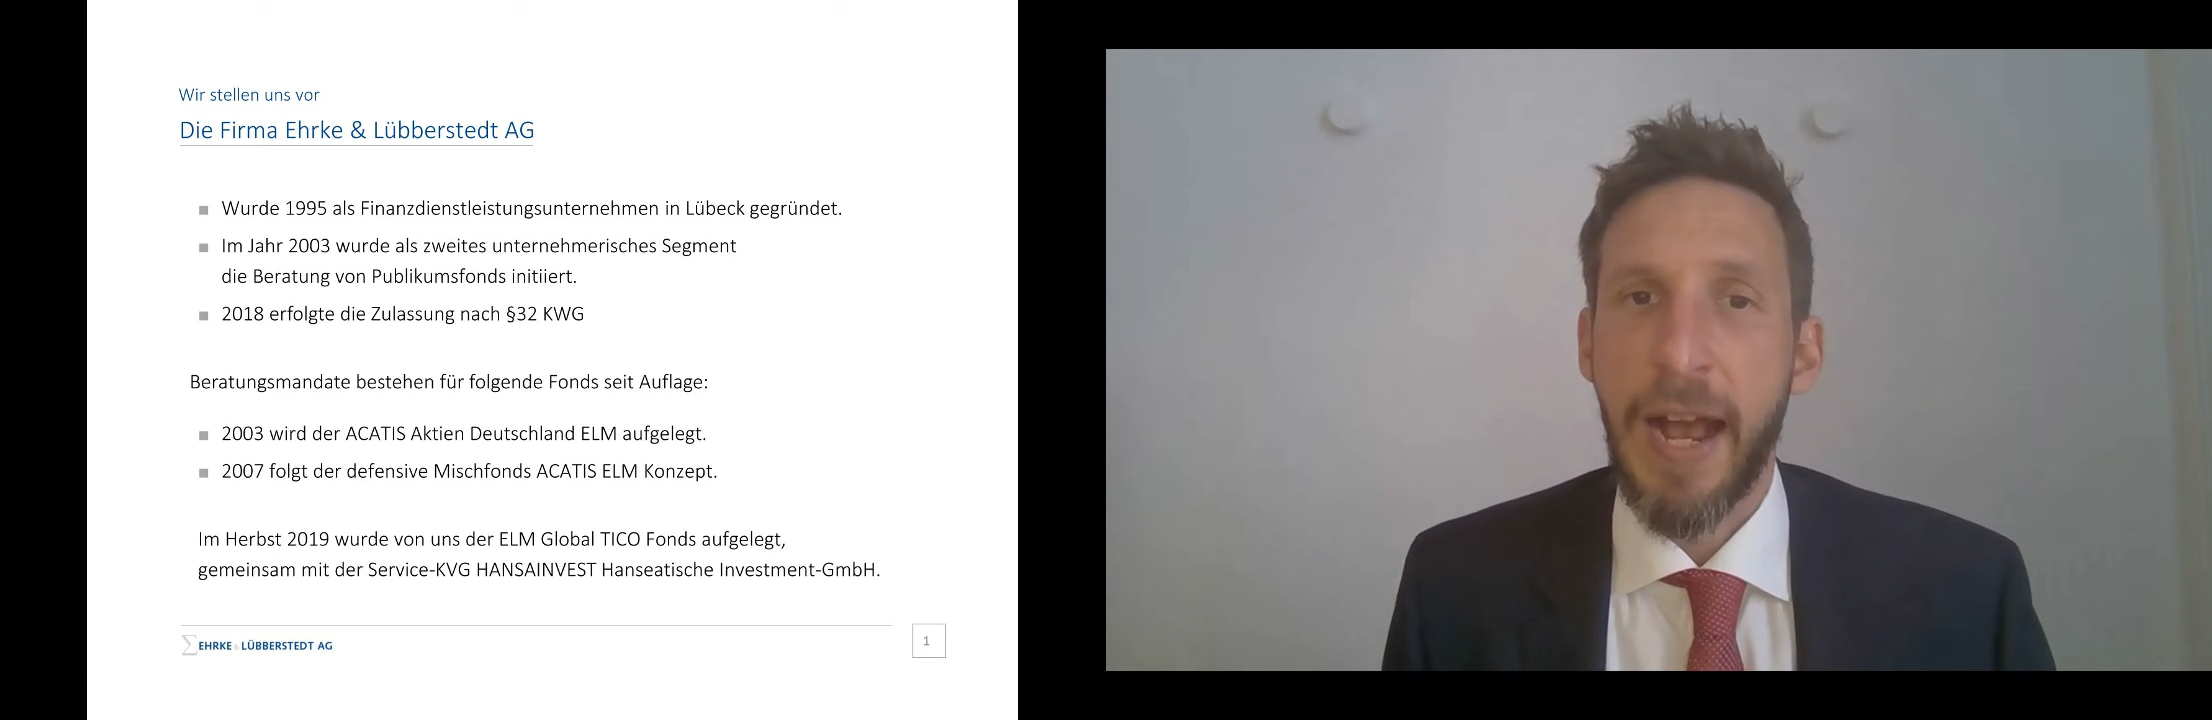 Wir stellen uns vor
Die Firma Ehrke & Lübberstedt AG
Wurde 1995 als Finanzdienstleistungsunternehmen in Lübeck gegründet.
Im Jahr 2003 wurde als zweites unternehmerisches Segment
die Beratung von Publikumsfonds initiiert.
2018 erfolgte die Zulassung nach §32 KWG
Beratungsmandate bestehen für folgende Fonds seit Auflage:
2003 wird der ACATIS Aktien Deutschland ELM aufgelegt.
2007 folgt der defensive Mischfonds ACATIS ELM Konzept.
Im Herbst 2019 wurde von uns der ELM Global TICO Fonds aufgelegt,
gemeinsam mit der Service-KVG HANSAINVEST Hanseatische Investment-GmbH.
EHRKE & LÜBBERSTEDT AG
1